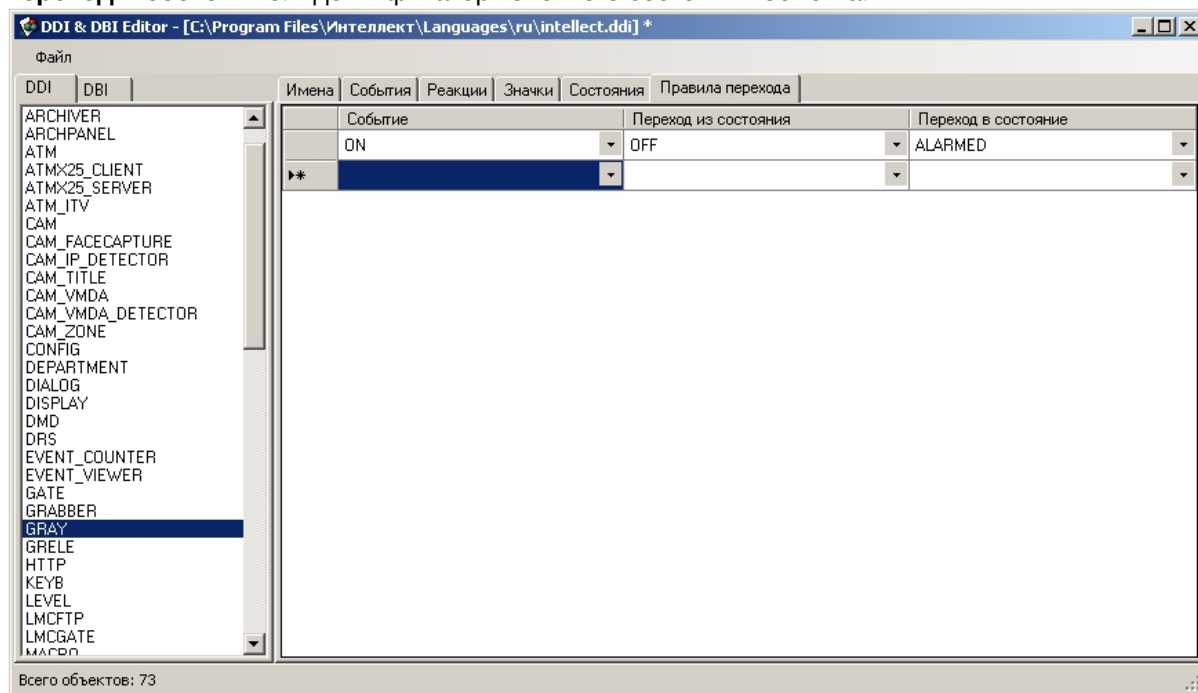 DDI & DBI Editor - [C:\Program Files\Интеллект\Languages\ru\intellect.ddi] *
Файл
DDI DBI
Имена События Реакции Значки Состояния Правила перехода
Событие Переход из состояния Переход в состояние
ON OFF ALARMED
ARCHIVER
ARCHPANEL
ATM
ATMX25_CLIENT
ATMX25_SERVER
ATM_ITV
CAM
CAM_FACECAPTURE
CAM_IP_DETECTOR
CAM_TITLE
CAM_VMDA
CAM_VMDA_DETECTOR
CAM_ZONE
CONFIG
DEPARTMENT
DIALOG
DISPLAY
DMD
DRS
EVENT_COUNTER
EVENT_VIEWER
GATE
GRABBER
GRAY
GRELE
HTTP
KEYB
LEVEL
LMCFTP
LMCGATE
MACRO
Всего объектов: 73